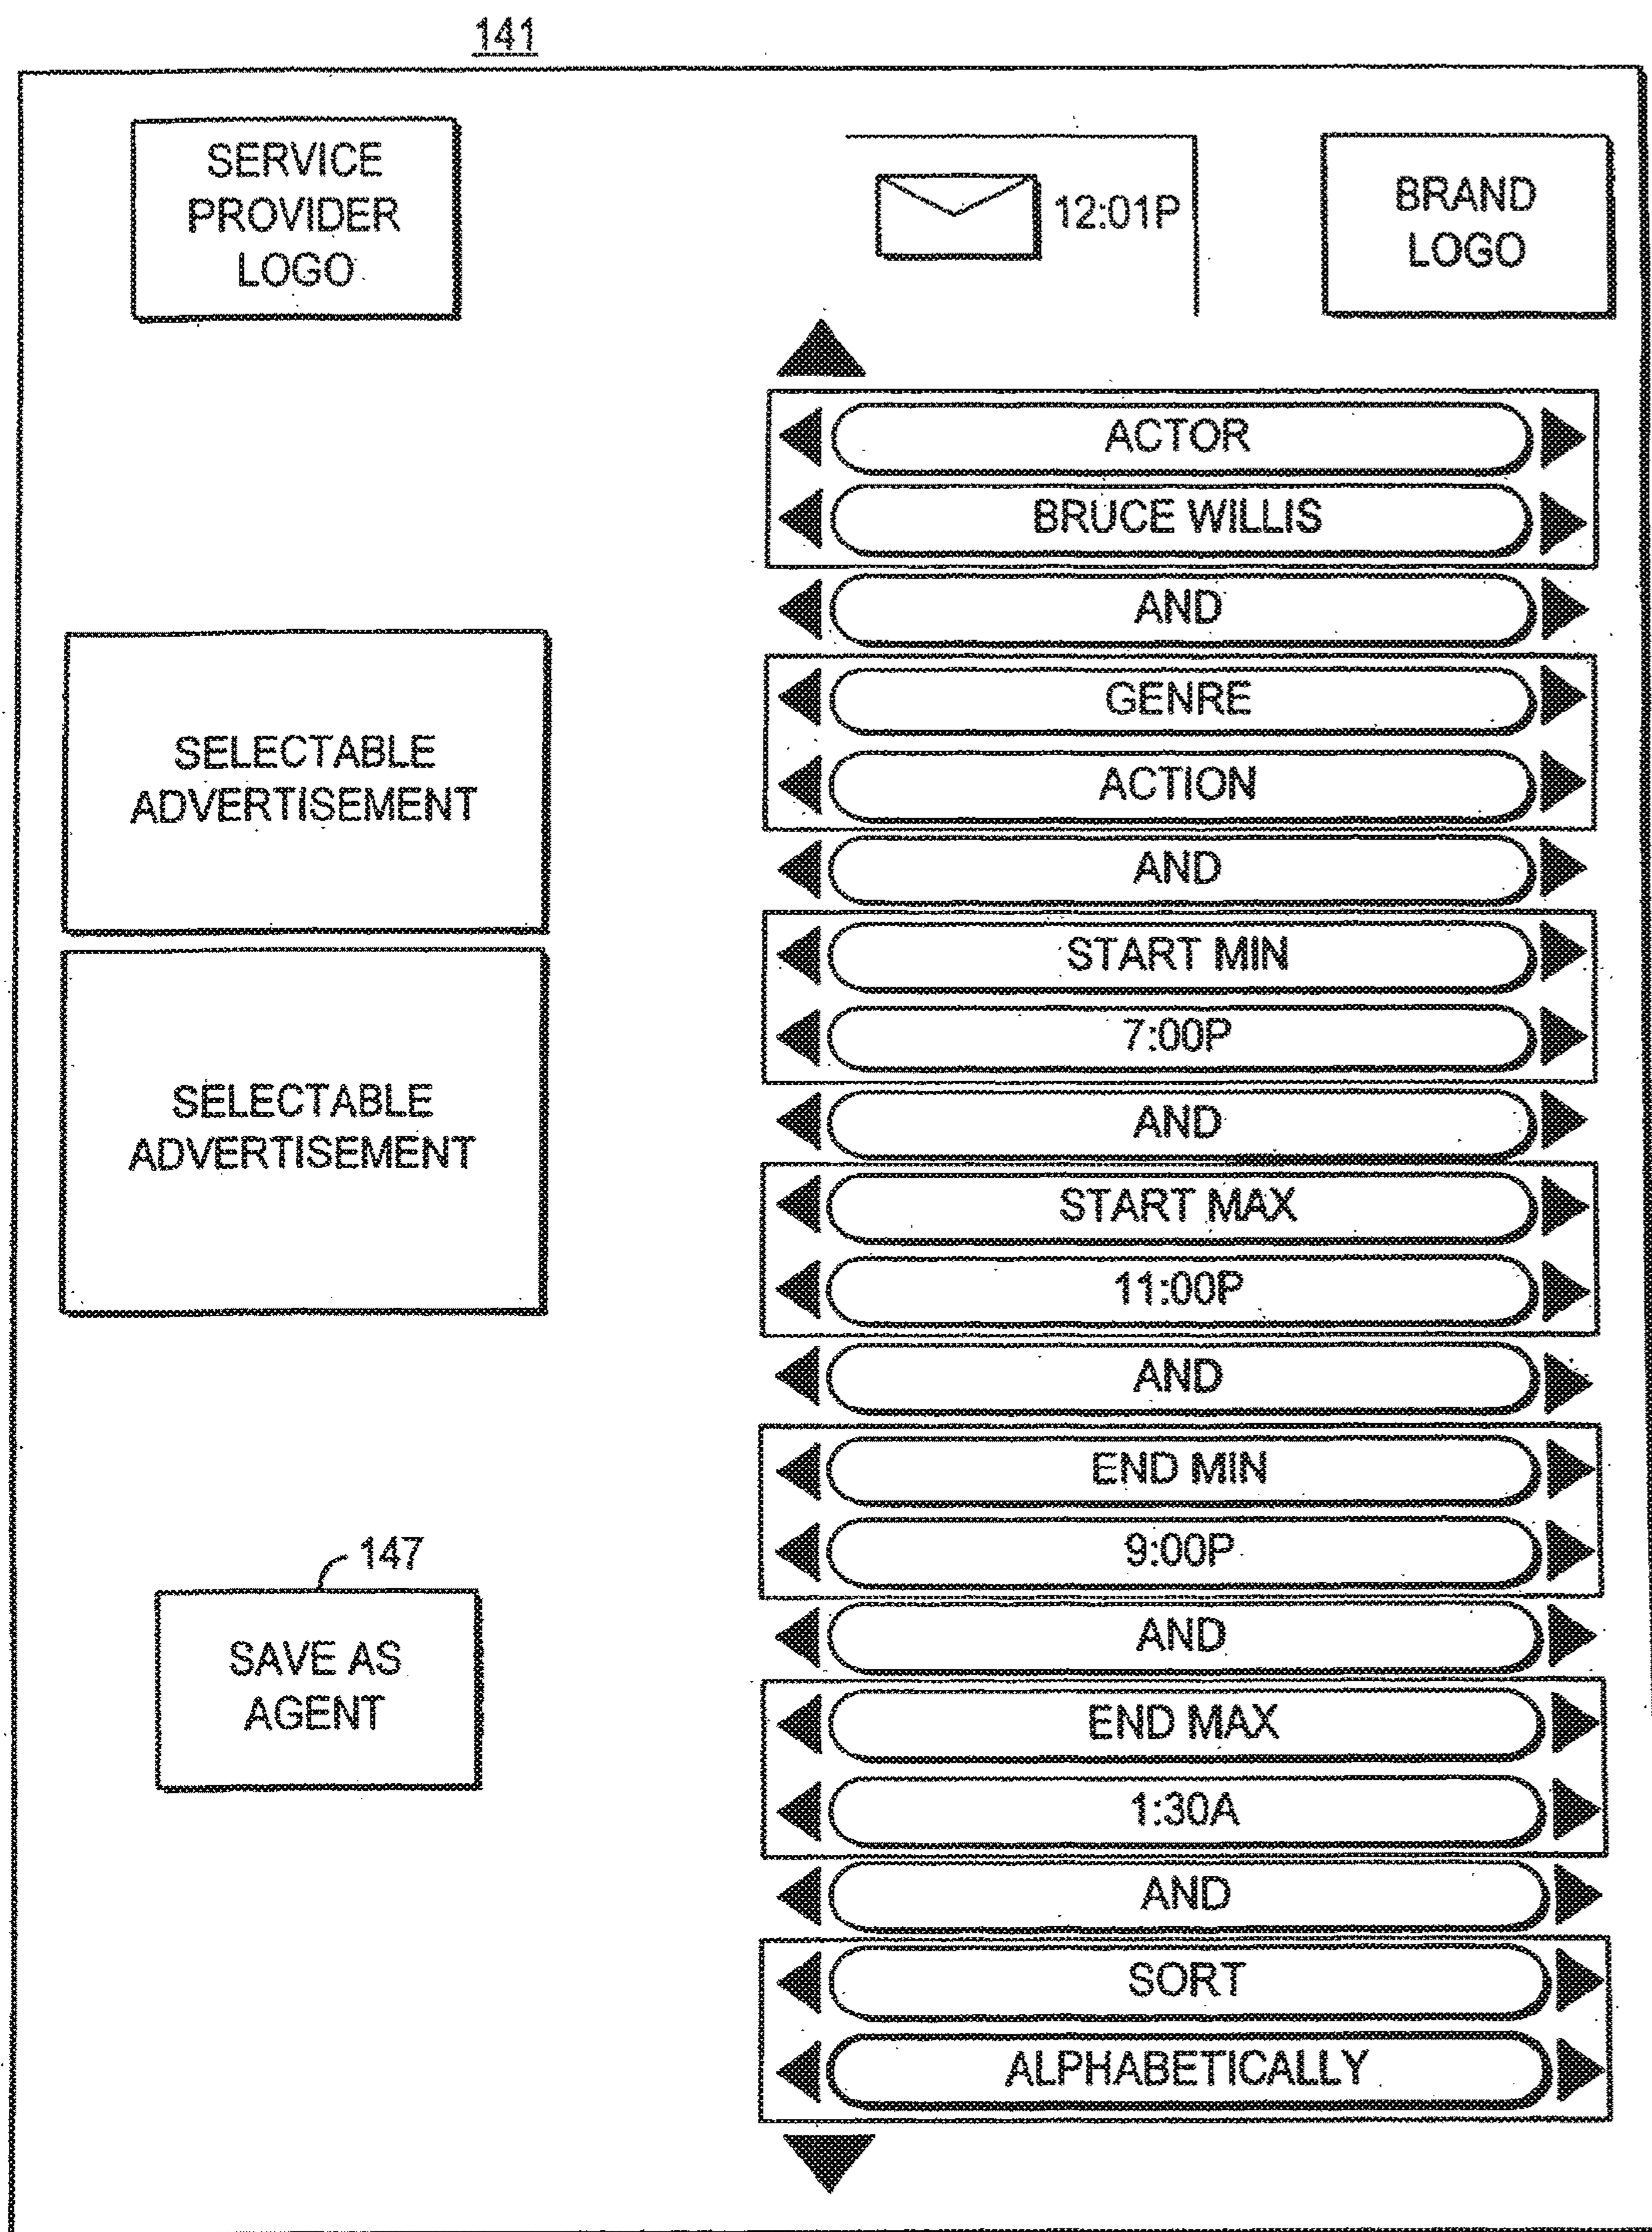 141
SERVICE
PROVIDER
LOGO
12:01P
BRAND
LOGO
ACTOR
BRUCE WILLIS
AND
GENRE
ACTION
AND
START MIN
7:00P
AND
START MAX
11:00P
AND
END MIN
9:00P
AND
END MAX
1:30A
AND
SORT
ALPHABETICALLY
SELECTABLE
ADVERTISEMENT
SELECTABLE
ADVERTISEMENT
147
SAVE AS
AGENT